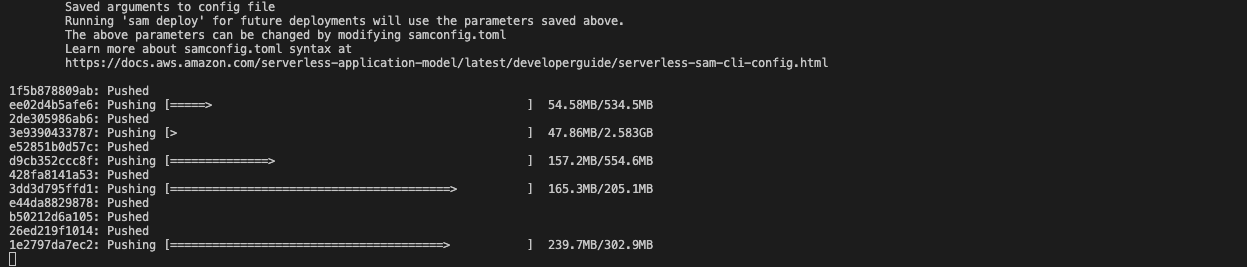 Saved arguments to config file
Running 'sam deploy' for future deployments will use the parameters saved above.
The above parameters can be changed by modifying samconfig.toml
Learn more about samconfig.toml syntax at
https://docs.aws.amazon.com/serverless-application-model/latest/developerguide/serverless-sam-cli-config.html
1f5b878809ab: Pushed
ee02d4b5afe6: Pushing [=====>                                             ]  54.58MB/534.5MB
2de305986ab6: Pushed
3e9390433787: Pushing [>                                                  ]  47.86MB/2.583GB
e52851b0d57c: Pushed
d9cb352ccc8f: Pushing [==============>                                    ]  157.2MB/554.6MB
428fa8141a53: Pushed
3dd3d795ffd1: Pushing [========================================>          ]  165.3MB/205.1MB
e44da8829878: Pushed
b50212d6a105: Pushed
26ed219f1014: Pushed
1e2797da7ec2: Pushing [=======================================>           ]  239.7MB/302.9MB